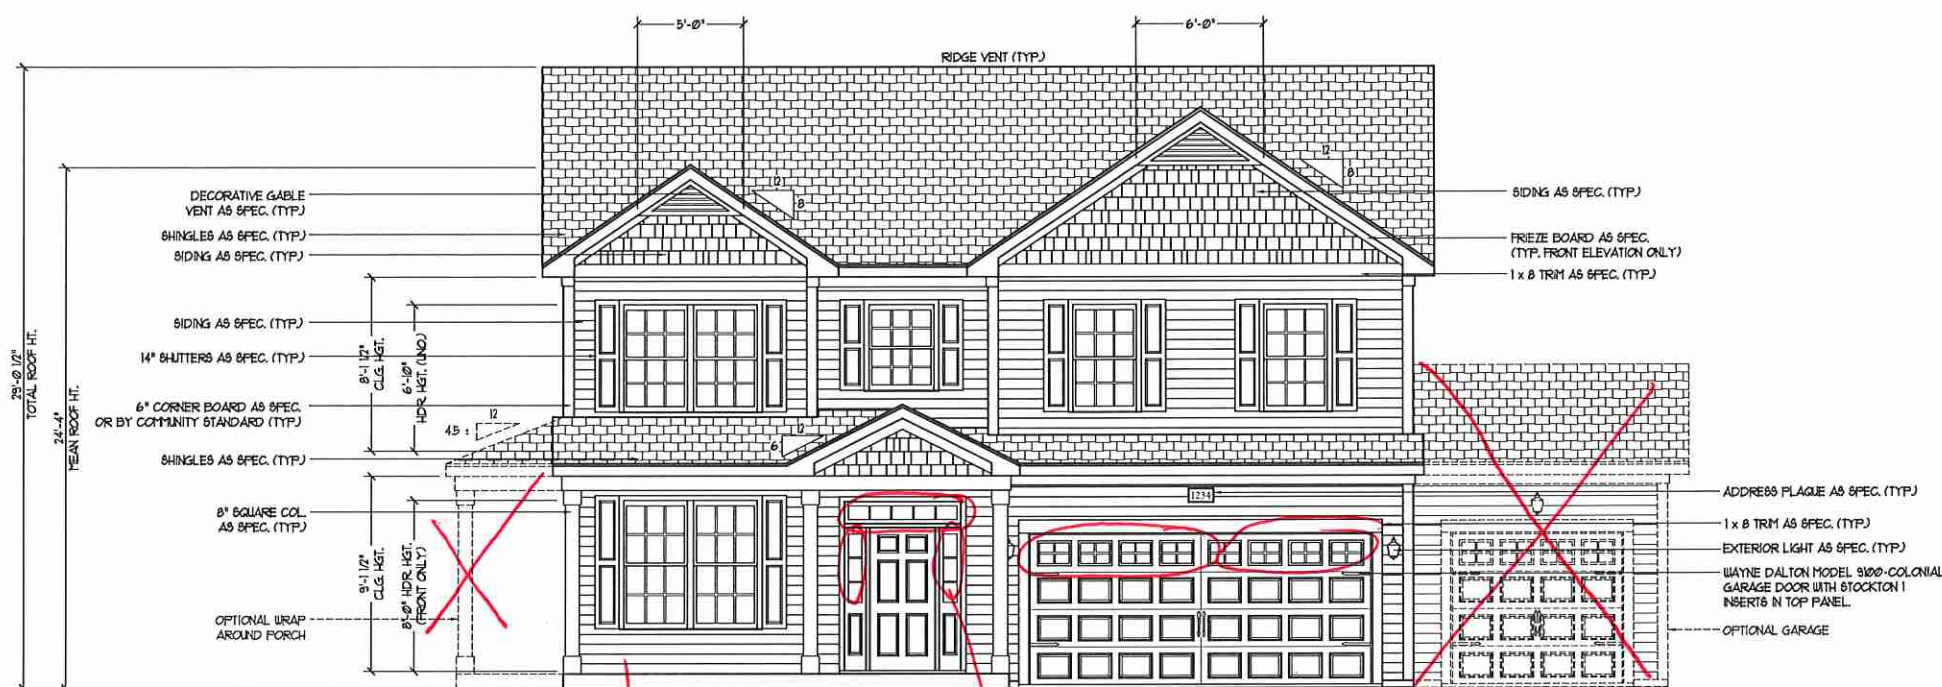 5'-0"
6'-0"
RIDGE VENT (TYP.)
12
8
12
8
DECORATIVE GABLE
VENT AS SPEC. (TYP.)
SHINGLES AS SPEC. (TYP.)
SIDING AS SPEC. (TYP.)
SIDING AS SPEC. (TYP.)
14" SHUTTERS AS SPEC. (TYP.)
6" CORNER BOARD AS SPEC.
OR BY COMMUNITY STANDARD (TYP.)
12
4.5 :
SHINGLES AS SPEC. (TYP.)
8" SQUARE COL.
AS SPEC. (TYP.)
OPTIONAL WRAP
AROUND PORCH
29'-0 1/2"
TOTAL ROOF HT.
24'-4"
MEAN ROOF HT.
8'-1 1/2"
CLG. HGT.
6'-10"
HDR. HGT. (UNO)
9'-1 1/2"
CLG. HGT.
8'-0" HDR. HGT.
(FRONT ONLY)
12
6
1234
SIDING AS SPEC. (TYP.)
FRIEZE BOARD AS SPEC.
(TYP. FRONT ELEVATION ONLY)
1 x 8 TRIM AS SPEC. (TYP.)
ADDRESS PLAQUE AS SPEC. (TYP.)
1 x 8 TRIM AS SPEC. (TYP.)
EXTERIOR LIGHT AS SPEC. (TYP.)
WAYNE DALTON MODEL 9100-COLONIAL
GARAGE DOOR WITH STOCKTON 1
INSERTS IN TOP PANEL.
OPTIONAL GARAGE